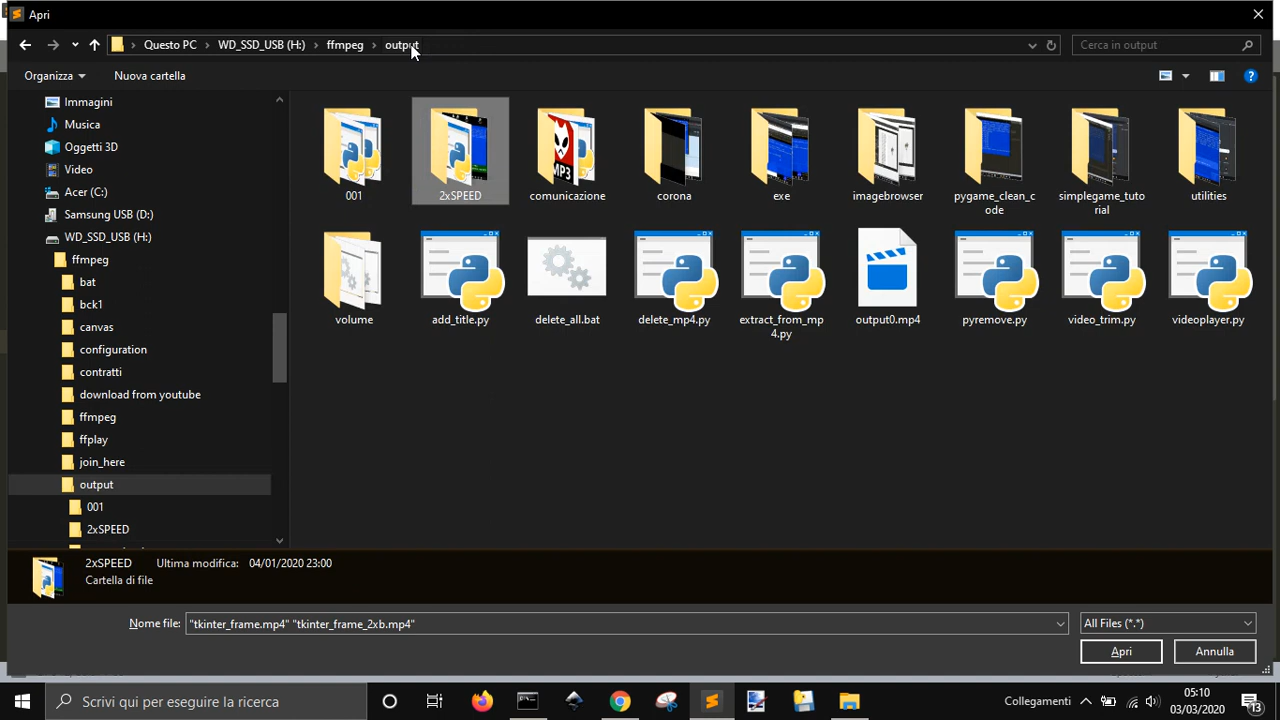 Apri
Questo PC
WD_SSD_USB (H:)
ffmpeg
output
Cerca in output
Organizza
Nuova cartella
Immagini
Musica
Oggetti 3D
Video
Acer (C:)
Samsung USB (D:)
WD_SSD_USB (H:)
ffmpeg
bat
bck1
canvas
configuration
contratti
download from youtube
ffmpeg
ffplay
join_here
output
001
2xSPEED
001
2xSPEED
MP3
comunicazione
corona
exe
imagebrowser
pygame_clean_c
ode
simplegame_tuto
rial
utilities
volume
add_title.py
delete_all.bat
delete_mp4.py
extract_from_mp
4.py
output0.mp4
pyremove.py
video_trim.py
videoplayer.py
2xSPEED
Ultima modifica: 04/01/2020 23:00
Cartella di file
Nome file:
"tkinter_frame.mp4" "tkinter_frame_2xb.mp4"
All Files (*.*)
Apri
Annulla
Scrivi qui per eseguire la ricerca
Collegamenti
05:10
03/03/2020
13